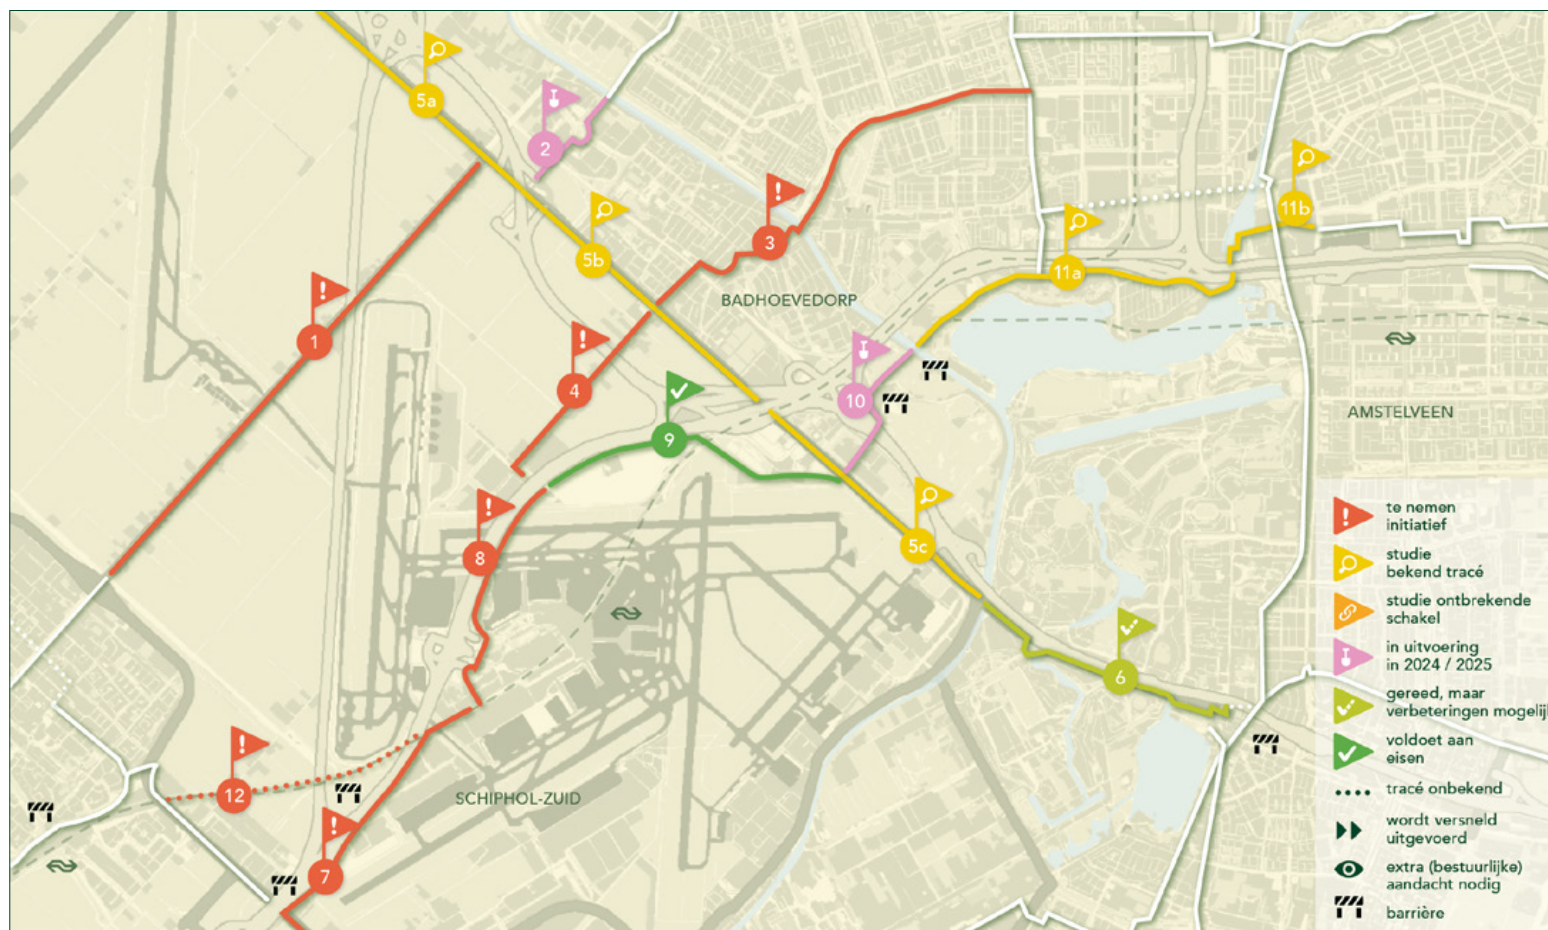 5a
2
11b
3
5b
11a
BADHOEVEDORP
1
4
10
AMSTELVEEN
9
8
5c
6
12
SCHIPHOL-ZUID
7
te nemen
initiatief
studie
bekend tracé
studie ontbrekende
schakel
in uitvoering
in 2024 / 2025
gereed, maar
verbeteringen mogelij
voldoet aan
eisen
tracé onbekend
wordt versneld
uitgevoerd
extra (bestuurlijke)
aandacht nodig
barrière